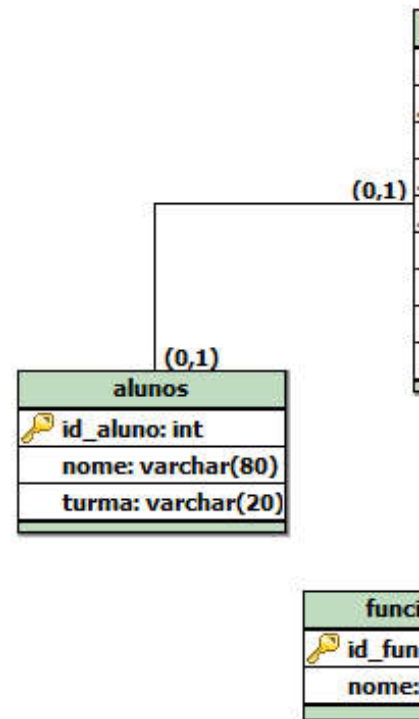 (0,1)
(0,1)
alunos
id_aluno: int
nome: varchar(80)
turma: varchar(20)
funci
id_fun
nome: